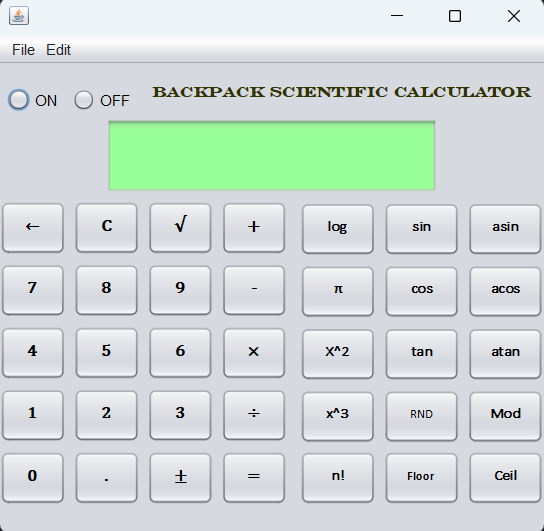 File Edit
ON OFF BACKPACK SCIENTIFIC CALCULATOR
← C √ + log sin asin
7 8 9 - π cos acos
4 5 6 × X^2 tan atan
1 2 3 ÷ x^3 RND Mod
0 . ± = n! Floor Ceil